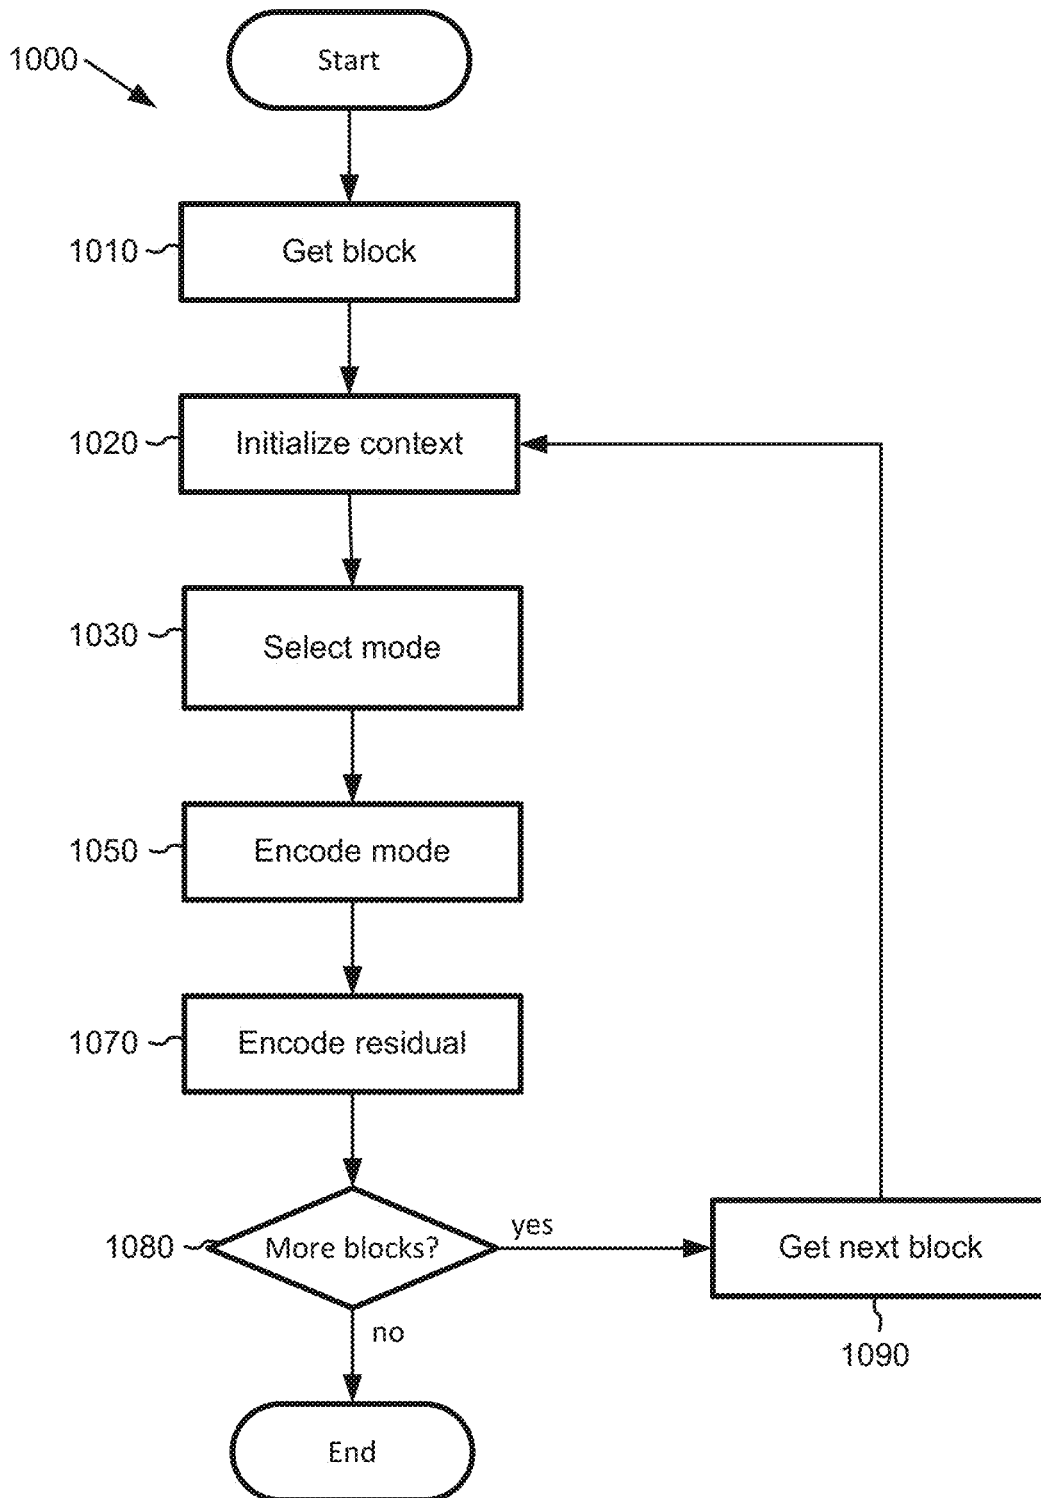 1000
Start
1010
Get block
1020
Initialize context
1030
Select mode
1050
Encode mode
1070
Encode residual
1080
More blocks?
yes
Get next block
1090
no
End